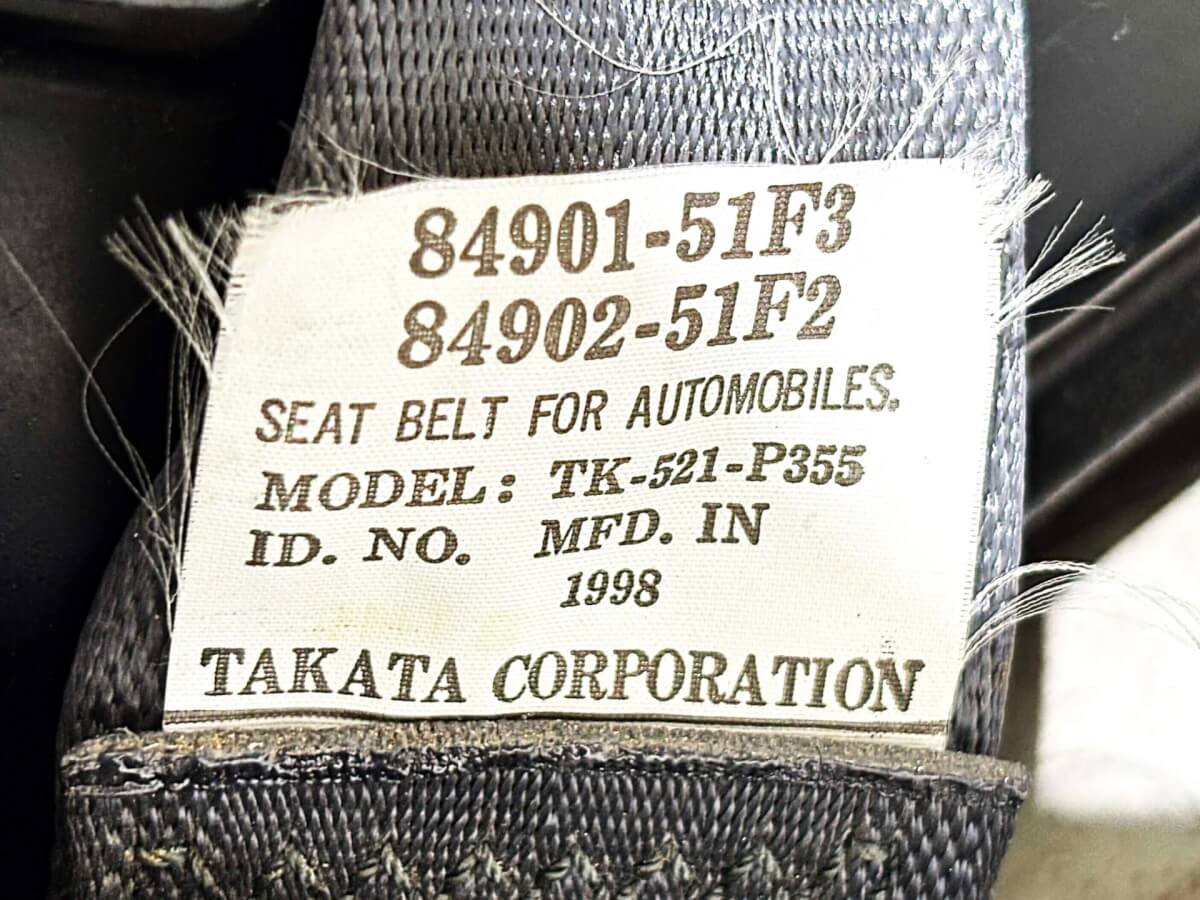 84901-51F3
84902-51F2
SEAT BELT FOR AUTOMOBILES.
MODEL: TK-521-P355
ID. NO. MFD. IN
1998
TAKATA CORPORATION